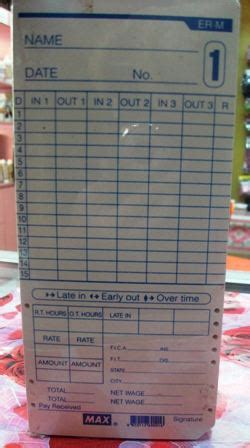 ER-M
NAME
1
DATE No.
D IN 1 OUT 1 IN 2 OUT 2 IN 3 OUT 3 R
1
2
3
4
5
6
7
8
9
10
11
12
13
14
15
Late in Early out Over time
R.T. HOURS O.T. HOURS LATE IN
RATE RATE
F.I.C.A.
AMOUNT AMOUNT F.I.T.
STATE
CITY
TOTAL NET WAGE
TOTAL NET WAGE
Pay Received MAX Signature